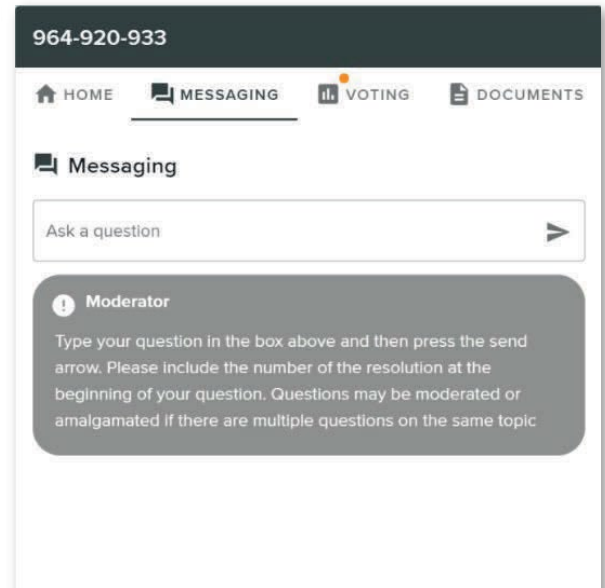 964-920-933
HOME MESSAGING VOTING DOCUMENTS
Messaging
Ask a question
Moderator
Type your question in the box above and then press the send
arrow. Please include the number of the resolution at the
beginning of your question. Questions may be moderated or
amalgamated if there are multiple questions on the same topic